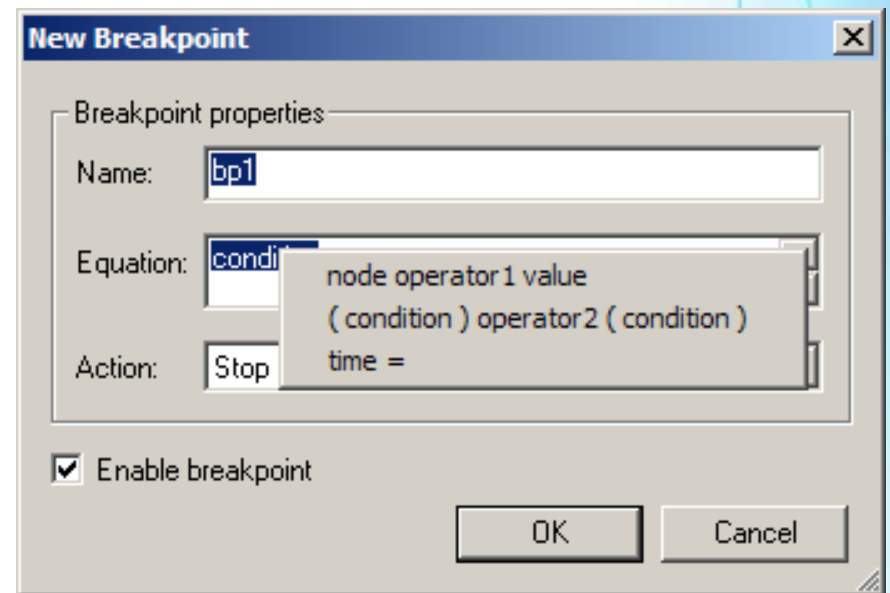 New Breakpoint
Breakpoint properties
Name: bp1
Equation:
node operator1 value
( condition ) operator2 ( condition )
time =
Action: Stop
Enable breakpoint
OK Cancel